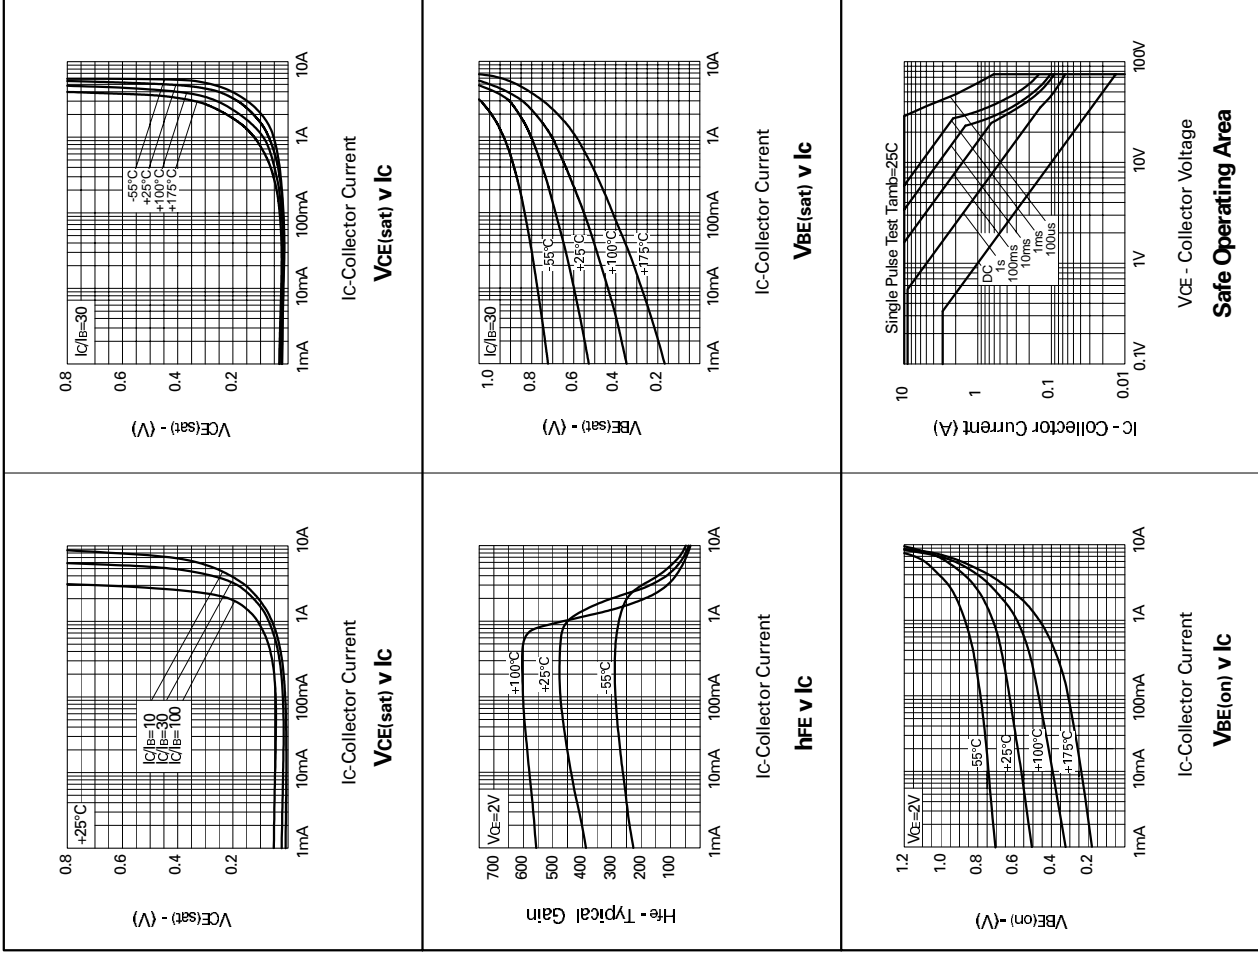 +25°C
IC/IB=10
IC/IB=30
IC/IB=100
0.8
0.6
0.4
0.2
1mA
10mA
100mA
1A
10A
VCE(sat) - (V)
IC-Collector Current
VCE(sat) v IC
IC/IB=30
-55°C
+25°C
+100°C
+175°C
0.8
0.6
0.4
0.2
1mA
10mA
100mA
1A
10A
VCE(sat) - (V)
IC-Collector Current
VCE(sat) v IC
VCE=2V
+100°C
+25°C
-55°C
700
600
500
400
300
200
100
1mA
10mA
100mA
1A
10A
Hfe - Typical Gain
IC-Collector Current
hFE v IC
IC/IB=30
-55°C
+25°C
+100°C
+175°C
1.0
0.8
0.6
0.4
0.2
1mA
10mA
100mA
1A
10A
VBE(sat) - (V)
IC-Collector Current
VBE(sat) v IC
VCE=2V
-55°C
+25°C
+100°C
+175°C
1.2
1.0
0.8
0.6
0.4
0.2
1mA
10mA
100mA
1A
10A
VBE(on) - (V)
IC-Collector Current
VBE(on) v IC
Single Pulse Test Tamb=25C
DC
1s
100ms
10ms
1ms
100us
10
1
0.1
0.01
0.1V
1V
10V
100V
IC - Collector Current (A)
VCE - Collector Voltage
Safe Operating Area